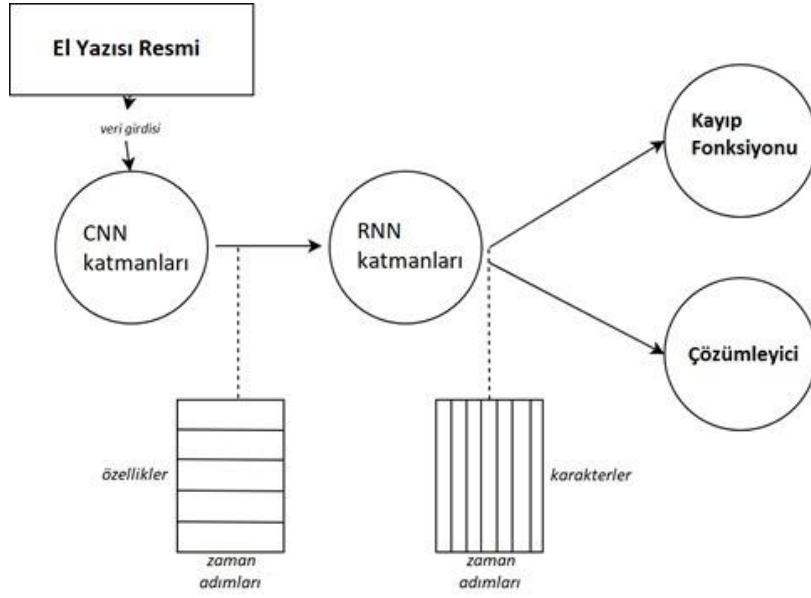 El Yazısı Resmi
veri girdisi
CNN
katmanları
RNN
katmanları
Kayıp
Fonksiyonu
Çözümleyici
özellikler
zaman
adımları
karakterler
zaman
adımları